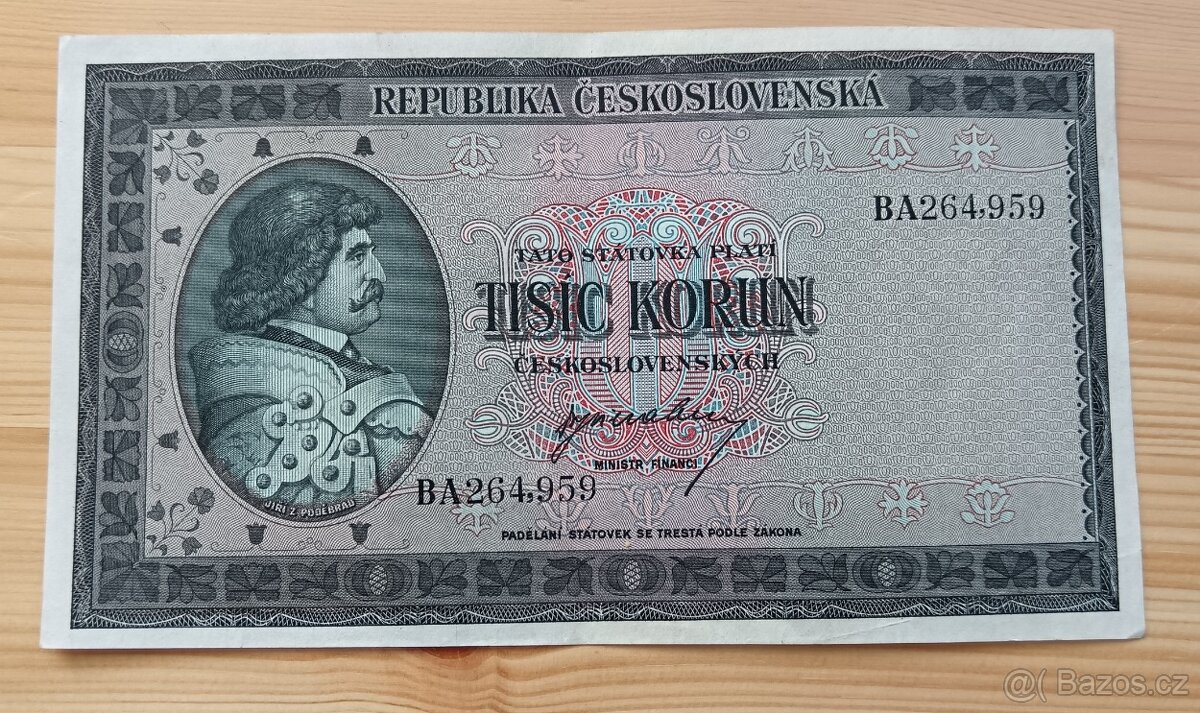 REPUBLIKA ČESKOSLOVENSKÁ
BA264,959
TATO STÁTOVKA PLATÍ
TISÍC KORUN
ČESKOSLOVENSKÝCH
MINISTR FINANCÍ
BA264,959
JIŘÍ Z PODĚBRAD
PADĚLÁNÍ STÁTOVEK SE TRESTÁ PODLE ZÁKONA
@( Bazos.cz